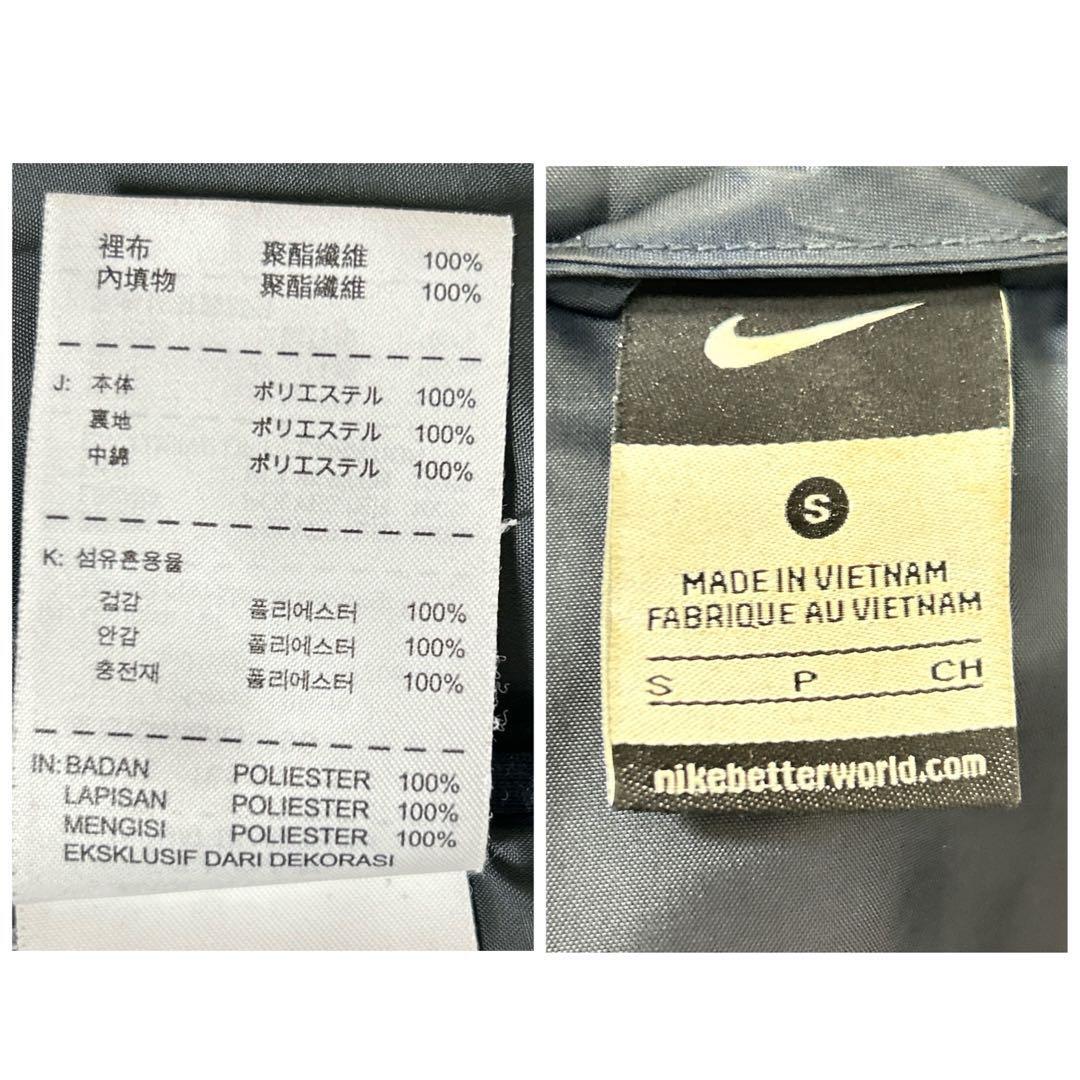 裡布 聚酯纖維 100%
內填物 聚酯纖維 100%
J: 本体 ポリエステル 100%
裏地 ポリエステル 100%
中綿 ポリエステル 100%
K: 섬유혼용율
겉감 폴리에스터 100%
안감 폴리에스터 100%
충전재 폴리에스터 100%
IN: BADAN POLIESTER 100%
LAPISAN POLIESTER 100%
MENGISI POLIESTER 100%
EKSKLUSIF DARI DEKORASI
S
MADE IN VIETNAM
FABRIQUE AU VIETNAM
S P CH
nikebetterworld.com